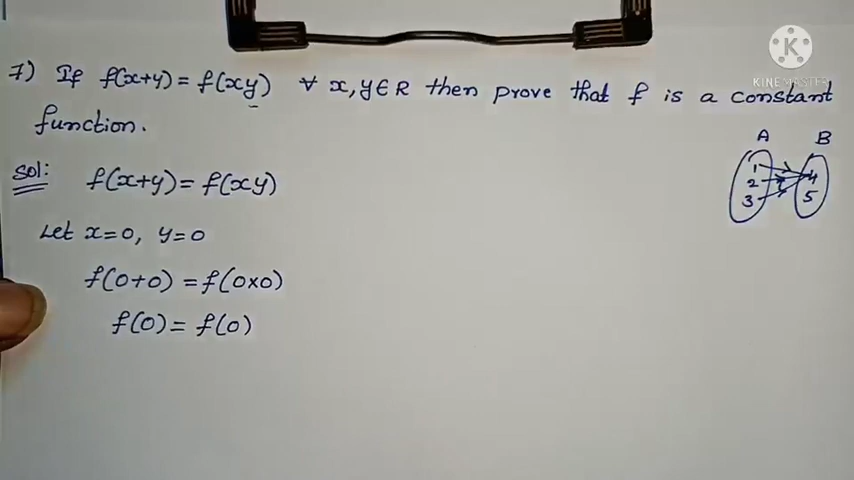 7) If f(x+y) = f(xy) ∀ x, y ∈ R then prove that f is a constant
function.
A B
1 4
2 5
3
Sol: f(x+y) = f(xy)
Let x=0, y=0
f(0+0) = f(0×0)
f(0) = f(0)
K
KINEMASTER